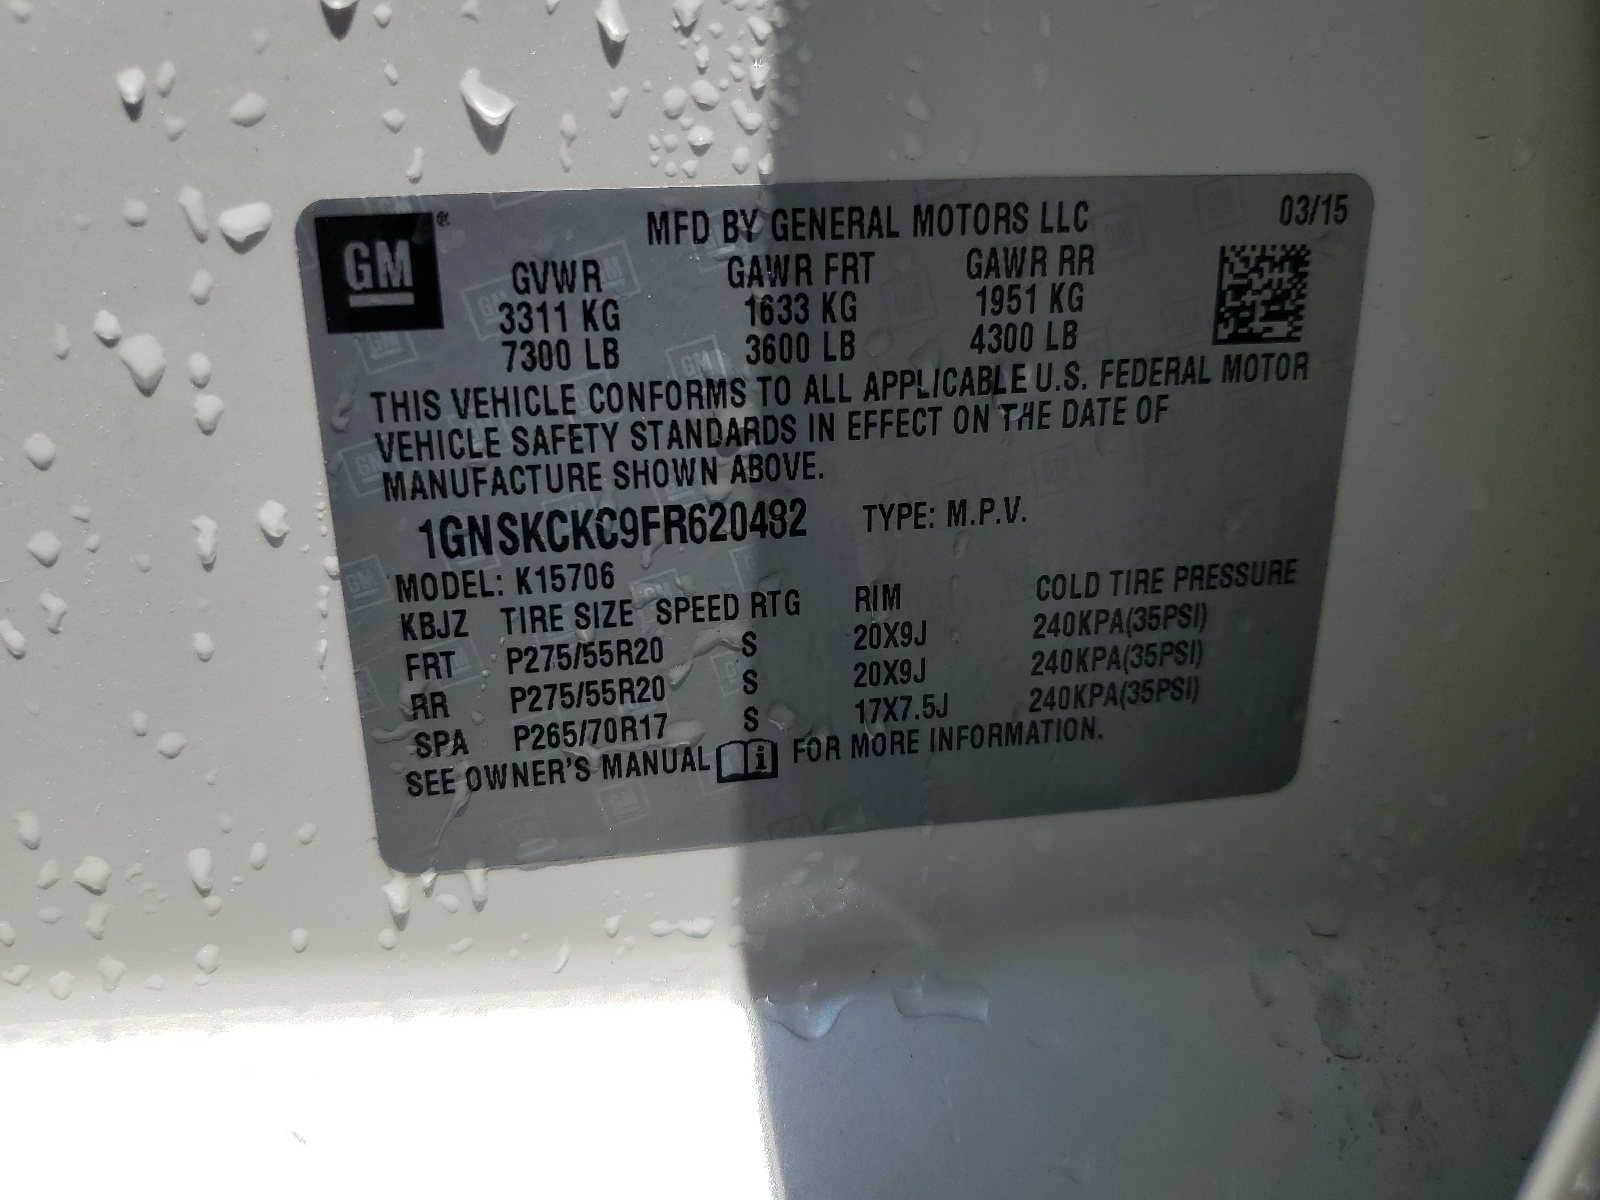 GM ® MFD BY GENERAL MOTORS LLC 03/15
GVWR GAWR FRT GAWR RR
3311 KG 1633 KG 1951 KG
7300 LB 3600 LB 4300 LB
THIS VEHICLE CONFORMS TO ALL APPLICABLE U.S. FEDERAL MOTOR
VEHICLE SAFETY STANDARDS IN EFFECT ON THE DATE OF
MANUFACTURE SHOWN ABOVE.
1GNSKCKC9FR620482 TYPE: M.P.V.
MODEL: K15706
KBJZ TIRE SIZE SPEED RTG RIM COLD TIRE PRESSURE
FRT P275/55R20 S 20X9J 240KPA(35PSI)
RR P275/55R20 S 20X9J 240KPA(35PSI)
SPA P265/70R17 S 17X7.5J 240KPA(35PSI)
SEE OWNER'S MANUAL i FOR MORE INFORMATION.